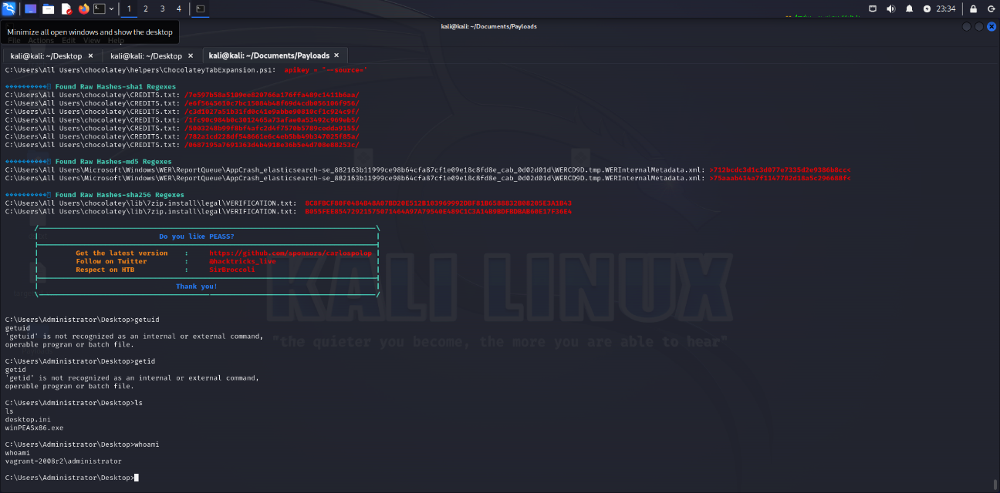 1 2 3 4
23:34
Minimize all open windows and show the desktop
kali@kali: ~/Documents/Payloads
File Actions Edit View Help
kali@kali: ~/Desktop × kali@kali: ~/Desktop × kali@kali: ~/Documents/Payloads ×
C:\Users\All Users\chocolatey\helpers\ChocolateyTabExpansion.ps1: apikey = "--source='
Found Raw Hashes-sha1 Regexes
C:\Users\All Users\chocolatey\CREDITS.txt:
C:\Users\All Users\chocolatey\CREDITS.txt:
C:\Users\All Users\chocolatey\CREDITS.txt:
C:\Users\All Users\chocolatey\CREDITS.txt:
C:\Users\All Users\chocolatey\CREDITS.txt:
C:\Users\All Users\chocolatey\CREDITS.txt:
C:\Users\All Users\chocolatey\CREDITS.txt:
Found Raw Hashes-md5 Regexes
C:\Users\All Users\Microsoft\Windows\WER\ReportQueue\AppCrash_elasticsearch-se_882163b11999ce98b64cfa87cf1e09e18c8fd8e_cab_0d02d01d\WERCD9D.tmp.WERInternalMetadata.xml:
C:\Users\All Users\Microsoft\Windows\WER\ReportQueue\AppCrash_elasticsearch-se_882163b11999ce98b64cfa87cf1e09e18c8fd8e_cab_0d02d01d\WERCD9D.tmp.WERInternalMetadata.xml:
Found Raw Hashes-sha256 Regexes
C:\Users\All Users\chocolatey\lib\7zip.install\legal\VERIFICATION.txt:
C:\Users\All Users\chocolatey\lib\7zip.install\legal\VERIFICATION.txt:
Do you like PEASS?
Get the latest version : https://github.com/sponsors/carlospolop
Follow on Twitter : @hacktricks_live
Respect on HTB : SirBroccoli
Thank you!
KALI LINUX
"the quieter you become, the more you are able to hear"
C:\Users\Administrator\Desktop>getuid
getuid
'getuid' is not recognized as an internal or external command,
operable program or batch file.
C:\Users\Administrator\Desktop>getid
getid
'getid' is not recognized as an internal or external command,
operable program or batch file.
C:\Users\Administrator\Desktop>ls
ls
desktop.ini
winPEASx86.exe
C:\Users\Administrator\Desktop>whoami
whoami
vagrant-2008r2\administrator
C:\Users\Administrator\Desktop>